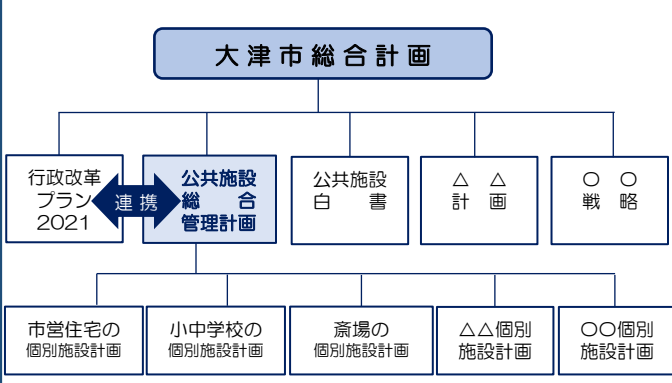 大津市総合計画
行政改革
プラン
2021
連携
公共施設
総合
管理計画
公共施設
白書
△△
計画
〇〇
戦略
市営住宅の
個別施設計画
小中学校の
個別施設計画
斎場の
個別施設計画
△△個別
施設計画
〇〇個別
施設計画